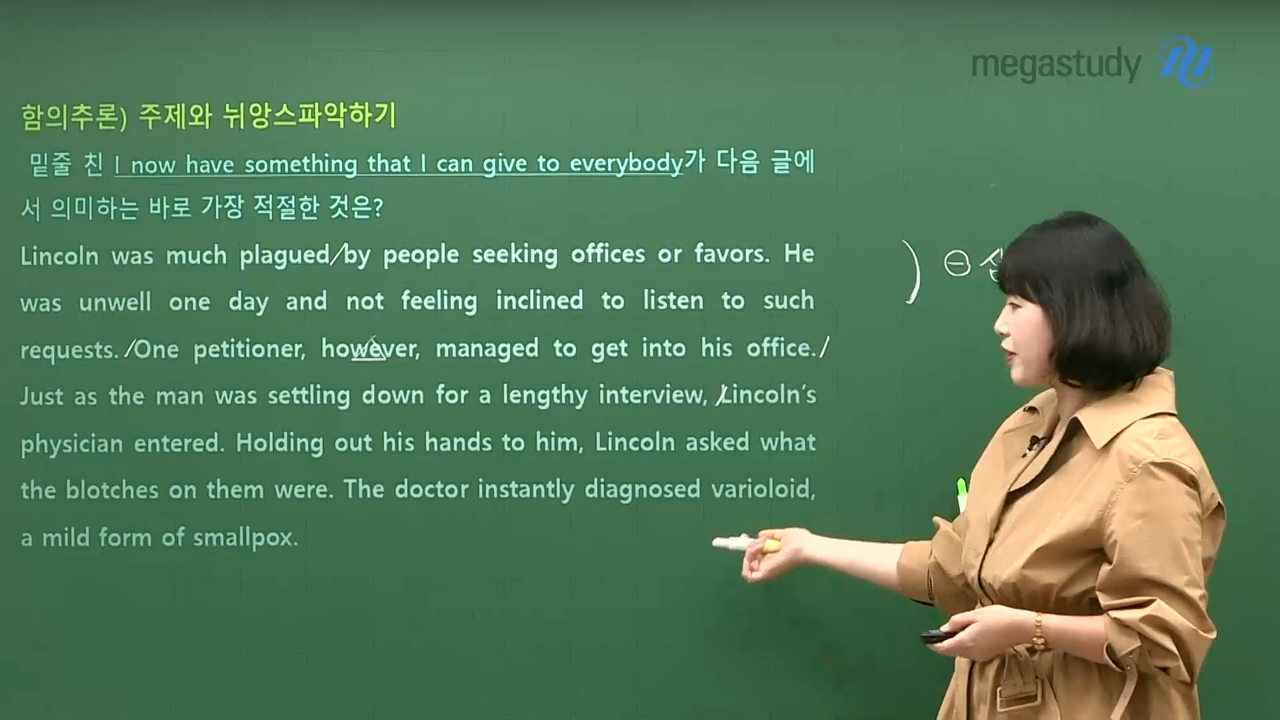 megastudy
함의추론) 주제와 뉘앙스파악하기
밑줄 친 I now have something that I can give to everybody가 다음 글에
서 의미하는 바로 가장 적절한 것은?
Lincoln was much plagued/by people seeking offices or favors. He
was unwell one day and not feeling inclined to listen to such
requests. /One petitioner, however, managed to get into his office./
Just as the man was settling down for a lengthy interview, /Lincoln's
physician entered. Holding out his hands to him, Lincoln asked what
the blotches on them were. The doctor instantly diagnosed varioloid,
a mild form of smallpox.